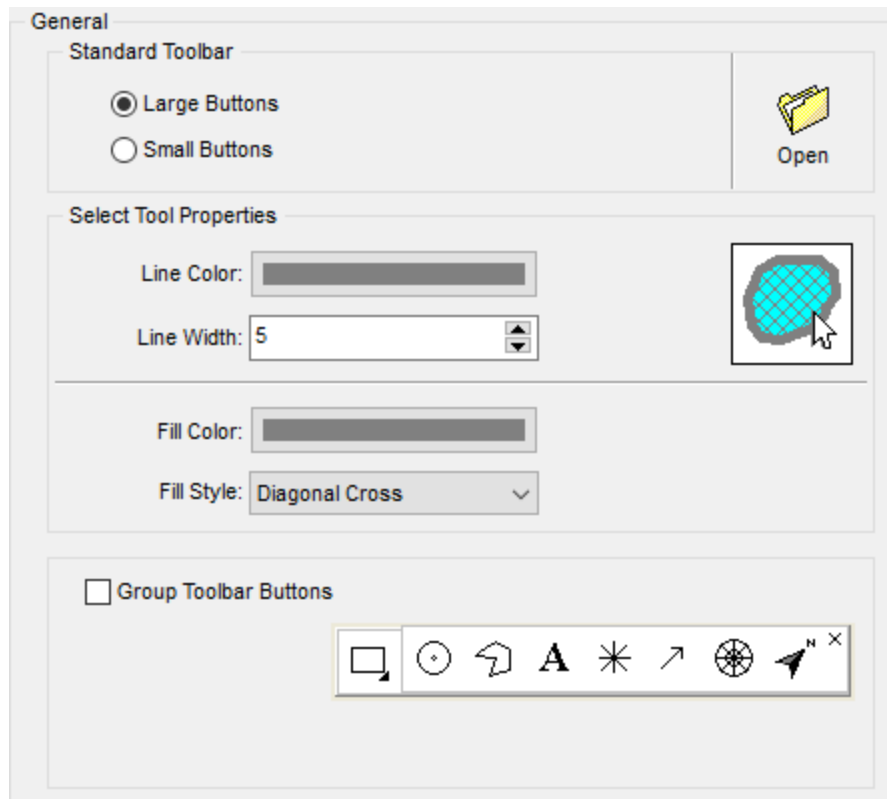 General
Standard Toolbar
Large Buttons
Small Buttons
Open
Select Tool Properties
Line Color:
Line Width: 5
Fill Color:
Fill Style: Diagonal Cross
Group Toolbar Buttons
A N